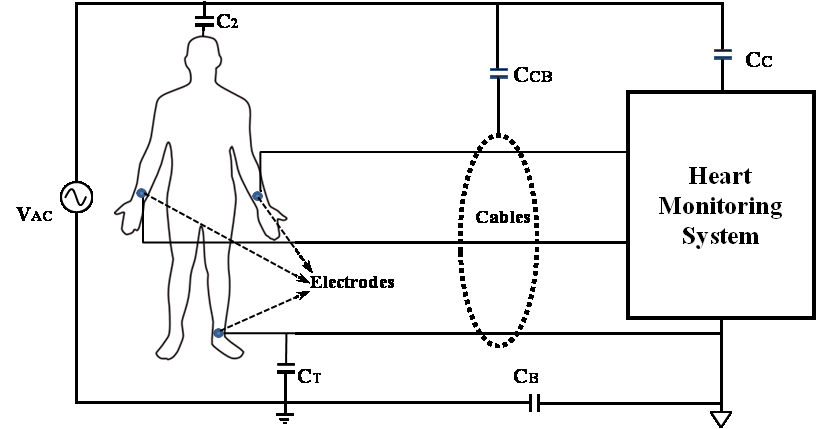 C2
CCB
CC
Heart
Monitoring
System
VAC
Cables
Electrodes
CT
CB